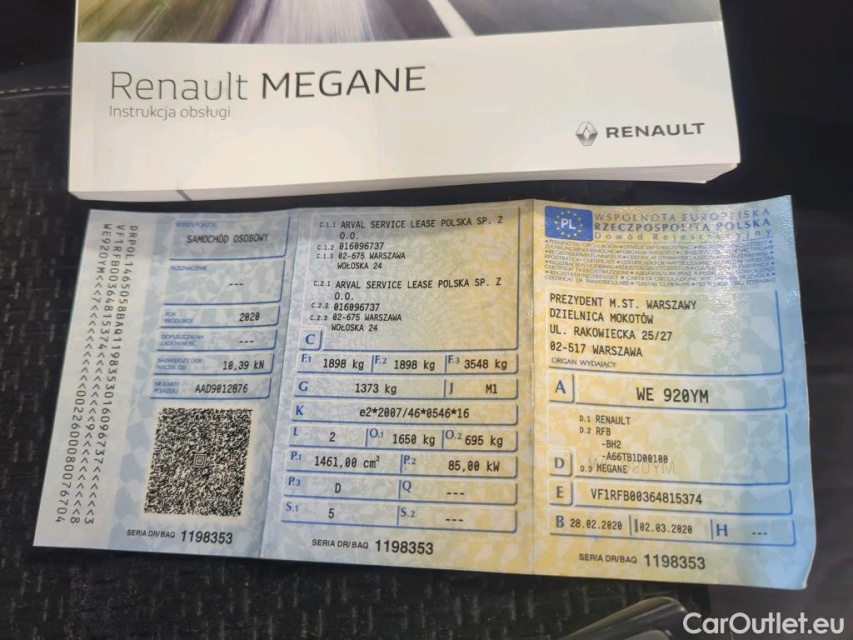 Renault MEGANE
Instrukcja obsługi
RENAULT
SAMOCHÓD OSOBOWY
---
2020
---
10,39 kN
AAD9012876
SERIA DR/BAQ 1198353
C.1.1 ARVAL SERVICE LEASE POLSKA SP. Z
O.O.
C.1.2 016096737
C.1.3 02-675 WARSZAWA
WOŁOSKA 24
C.2.1 ARVAL SERVICE LEASE POLSKA SP. Z
O.O.
C.2.2 016096737
C.2.3 02-675 WARSZAWA
WOŁOSKA 24
C
F.1 1898 kg F.2 1898 kg F.3 3548 kg
G 1373 kg J M1
K e2*2007/46*0546*16
L 2 O.1 1650 kg O.2 695 kg
P.1 1461,00 cm³ P.2 85,00 kW
P.3 D Q ---
S.1 5 S.2 ---
SERIA DR/BAQ 1198353
PL
WSPÓLNOTA EUROPEJSKA
RZECZPOSPOLITA POLSKA
Dowód Rejestracyjny
PREZYDENT M.ST. WARSZAWY
DZIELNICA MOKOTÓW
UL. RAKOWIECKA 25/27
02-517 WARSZAWA
ORGAN WYDAJĄCY
A WE 920YM
D.1 RENAULT
D.2 RFB
-BH2
-A66TB1D00100
D D.3 MEGANE
E VF1RFB00364815374
B 28.02.2020 I 02.03.2020 H ---
SERIA DR/BAQ 1198353
CarOutlet.eu